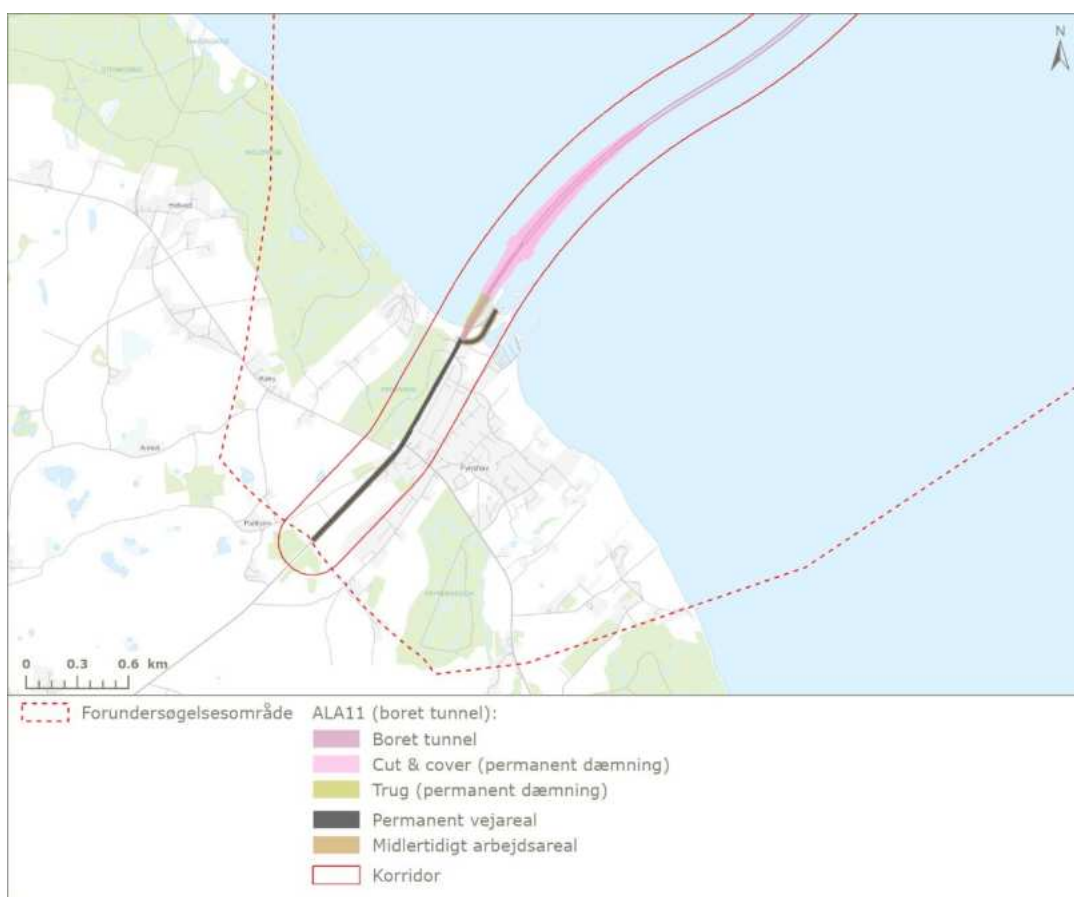 N
Fynshav
0 0.3 0.6 km
Forundersøgelsesområde
ALA11 (boret tunnel):
Boret tunnel
Cut & cover (permanent dæmning)
Trug (permanent dæmning)
Permanent vejareal
Midlertidigt arbejdsareal
Korridor